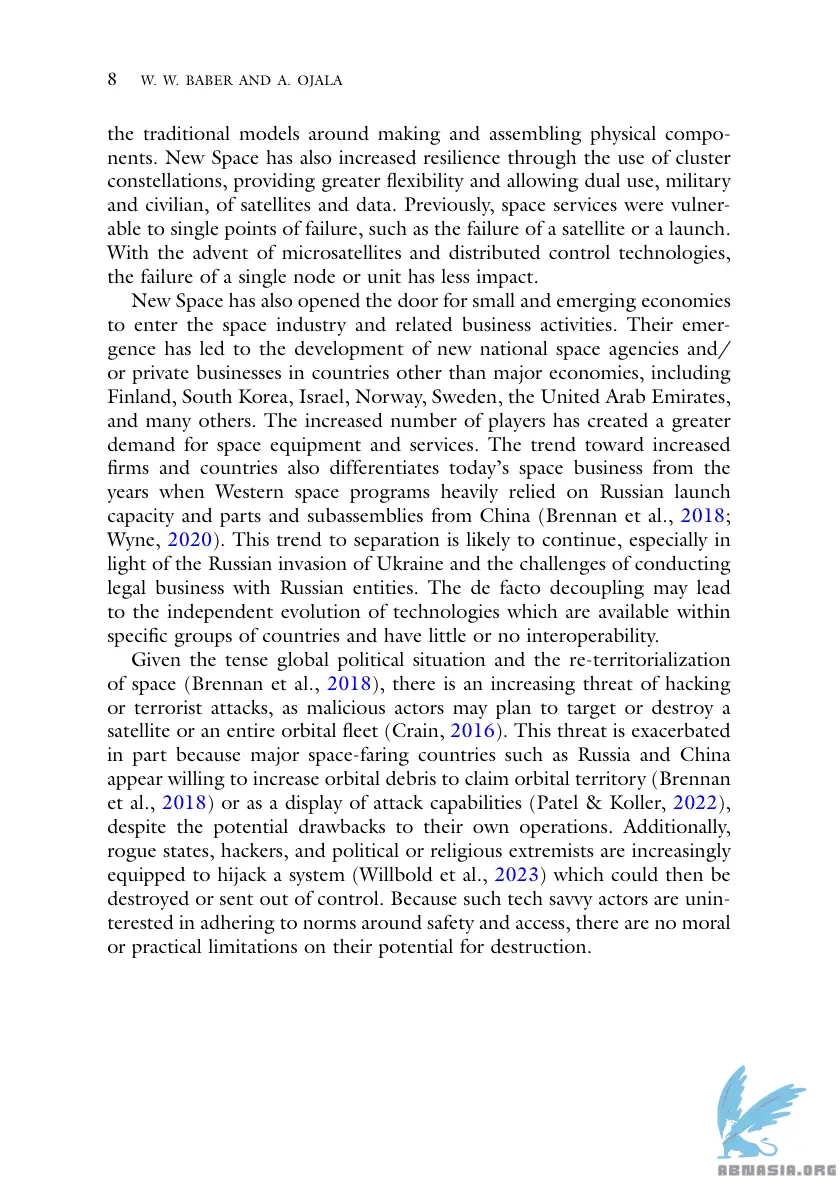 8 W. W. BABER AND A. OJALA
the traditional models around making and assembling physical compo-
nents. New Space has also increased resilience through the use of cluster
constellations, providing greater flexibility and allowing dual use, military
and civilian, of satellites and data. Previously, space services were vulner-
able to single points of failure, such as the failure of a satellite or a launch.
With the advent of microsatellites and distributed control technologies,
the failure of a single node or unit has less impact.
New Space has also opened the door for small and emerging economies
to enter the space industry and related business activities. Their emer-
gence has led to the development of new national space agencies and/
or private businesses in countries other than major economies, including
Finland, South Korea, Israel, Norway, Sweden, the United Arab Emirates,
and many others. The increased number of players has created a greater
demand for space equipment and services. The trend toward increased
firms and countries also differentiates today's space business from the
years when Western space programs heavily relied on Russian launch
capacity and parts and subassemblies from China (Brennan et al., 2018;
Wyne, 2020). This trend to separation is likely to continue, especially in
light of the Russian invasion of Ukraine and the challenges of conducting
legal business with Russian entities. The de facto decoupling may lead
to the independent evolution of technologies which are available within
specific groups of countries and have little or no interoperability.
Given the tense global political situation and the re-territorialization
of space (Brennan et al., 2018), there is an increasing threat of hacking
or terrorist attacks, as malicious actors may plan to target or destroy a
satellite or an entire orbital fleet (Crain, 2016). This threat is exacerbated
in part because major space-faring countries such as Russia and China
appear willing to increase orbital debris to claim orbital territory (Brennan
et al., 2018) or as a display of attack capabilities (Patel & Koller, 2022),
despite the potential drawbacks to their own operations. Additionally,
rogue states, hackers, and political or religious extremists are increasingly
equipped to hijack a system (Willbold et al., 2023) which could then be
destroyed or sent out of control. Because such tech savvy actors are unin-
terested in adhering to norms around safety and access, there are no moral
or practical limitations on their potential for destruction.
ABNASIA.ORG